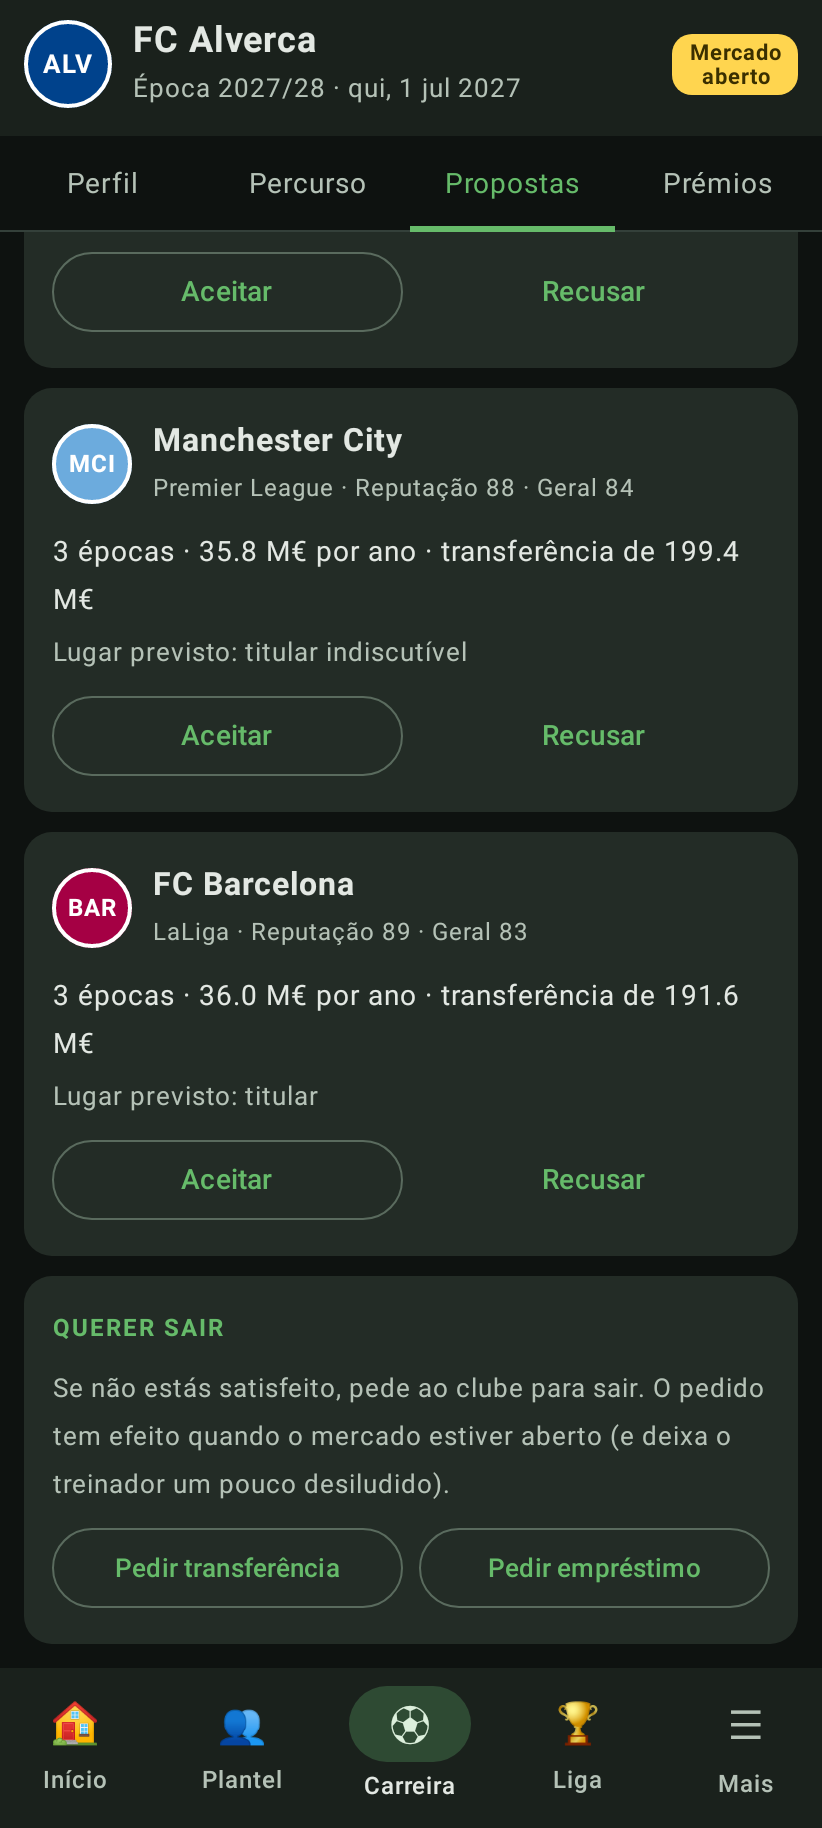 ALV
FC Alverca
Época 2027/28 · qui, 1 jul 2027
Mercado
aberto
Perfil
Percurso
Propostas
Prémios
Aceitar
Recusar
MCI
Manchester City
Premier League · Reputação 88 · Geral 84
3 épocas · 35.8 M€ por ano · transferência de 199.4
M€
Lugar previsto: titular indiscutível
Aceitar
Recusar
BAR
FC Barcelona
LaLiga · Reputação 89 · Geral 83
3 épocas · 36.0 M€ por ano · transferência de 191.6
M€
Lugar previsto: titular
Aceitar
Recusar
QUERER SAIR
Se não estás satisfeito, pede ao clube para sair. O pedido
tem efeito quando o mercado estiver aberto (e deixa o
treinador um pouco desiludido).
Pedir transferência
Pedir empréstimo
Início
Plantel
Carreira
Liga
Mais